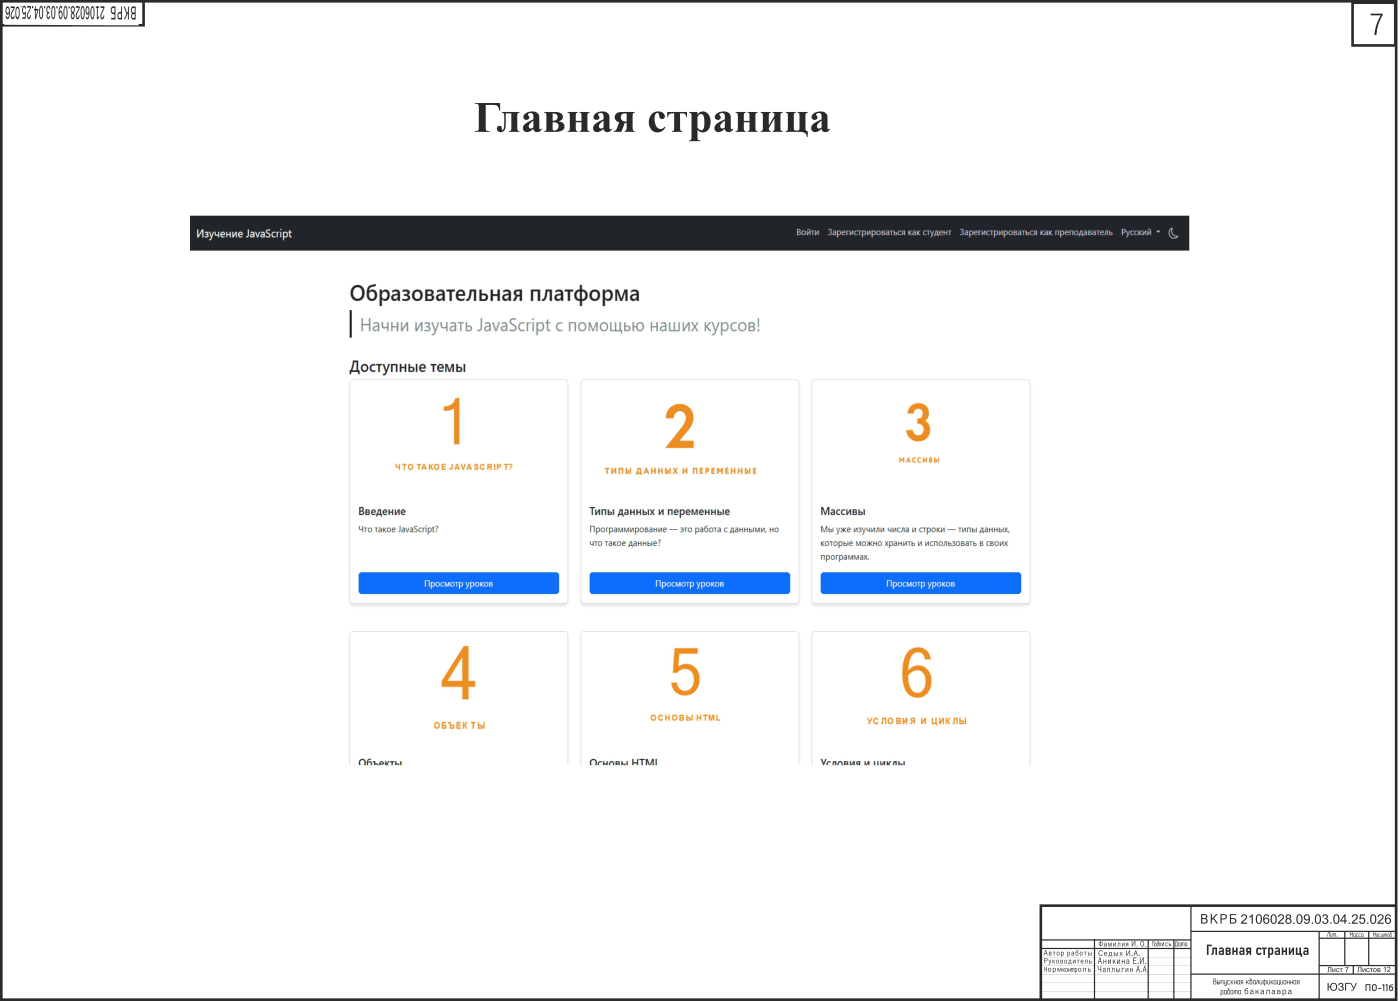 ВКРБ 2106028.09.03.04.25.026
7
Главная страница
Изучение JavaScript
Войти Зарегистрироваться как студент Зарегистрироваться как преподаватель Русский
Образовательная платформа
Начни изучать JavaScript с помощью наших курсов!
Доступные темы
1
ЧТО ТАКОЕ JAVASCRIPT?
Введение
Что такое JavaScript?
Просмотр уроков
2
ТИПЫ ДАННЫХ И ПЕРЕМЕННЫЕ
Типы данных и переменные
Программирование — это работа с данными, но
что такое данные?
Просмотр уроков
3
МАССИВЫ
Массивы
Мы уже изучили числа и строки — типы данных,
которые можно хранить и использовать в своих
программах.
Просмотр уроков
4
ОБЪЕКТЫ
Объекты
5
ОСНОВЫ HTML
Основы HTML
6
УСЛОВИЯ И ЦИКЛЫ
Условия и циклы
ВКРБ 2106028.09.03.04.25.026
Фамилия И. О. Подпись Дата
Автор работы Седых И.А.
Руководитель Аникина Е.И.
Нормконтроль Чаплыгин А.А.
Главная страница
Лит. Масса Масштаб
Лист 7 Листов 12
Выпускная квалификационная
работа бакалавра
ЮЗГУ ПО-116